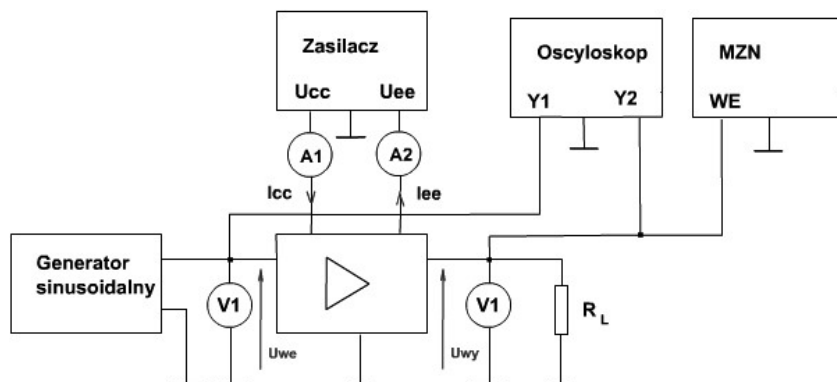 Zasilacz
Ucc
Uee
Oscyloskop
Y1
Y2
MZN
WE
A1
A2
Icc
Iee
Generator
sinusoidalny
V1
Uwe
Uwy
V1
R L